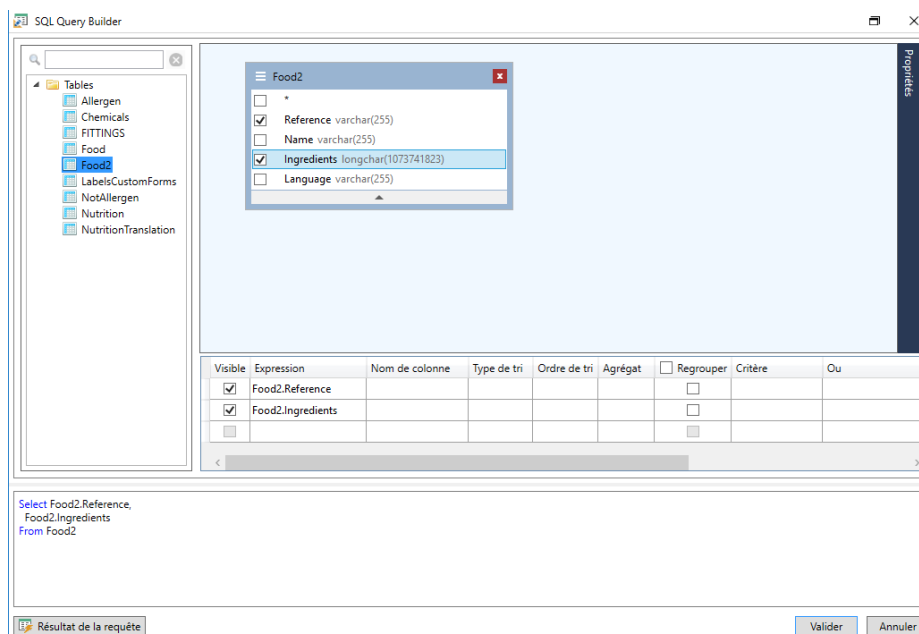 SQL Query Builder
Tables
Allergen
Chemicals
FITTINGS
Food
Food2
LabelsCustomForms
NotAllergen
Nutrition
NutritionTranslation
Food2
*
Reference varchar(255)
Name varchar(255)
Ingredients longchar(1073741823)
Language varchar(255)
Propriétés
Visible Expression Nom de colonne Type de tri Ordre de tri Agrégat Regrouper Critère Ou
Food2.Reference
Food2.Ingredients
Select Food2.Reference,
Food2.Ingredients
From Food2
Résultat de la requête Valider Annuler